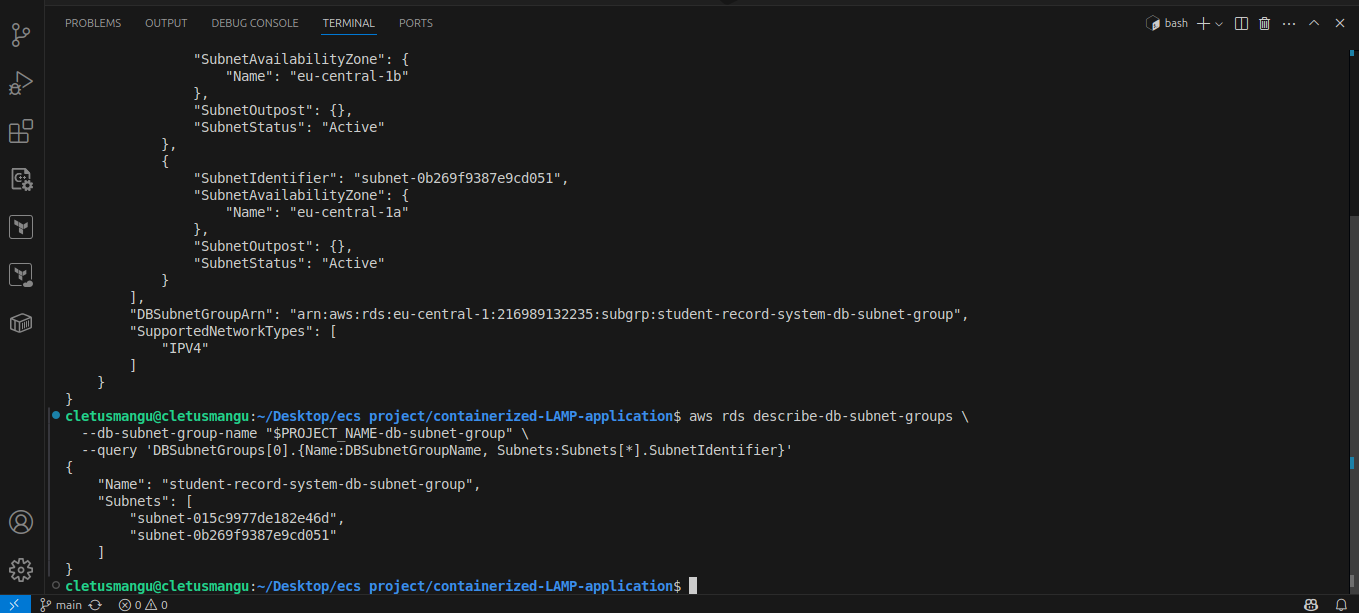 PROBLEMS OUTPUT DEBUG CONSOLE TERMINAL PORTS bash
"SubnetAvailabilityZone": {
"Name": "eu-central-1b"
},
"SubnetOutpost": {},
"SubnetStatus": "Active"
},
{
"SubnetIdentifier": "subnet-0b269f9387e9cd051",
"SubnetAvailabilityZone": {
"Name": "eu-central-1a"
},
"SubnetOutpost": {},
"SubnetStatus": "Active"
}
],
"DBSubnetGroupArn": "arn:aws:rds:eu-central-1:216989132235:subgrp:student-record-system-db-subnet-group",
"SupportedNetworkTypes": [
"IPV4"
]
}
}
cletusmangu@cletusmangu:~/Desktop/ecs project/containerized-LAMP-application$ aws rds describe-db-subnet-groups \
--db-subnet-group-name "$PROJECT_NAME-db-subnet-group" \
--query 'DBSubnetGroups[0].{Name:DBSubnetGroupName, Subnets:Subnets[*].SubnetIdentifier}'
{
"Name": "student-record-system-db-subnet-group",
"Subnets": [
"subnet-015c9977de182e46d",
"subnet-0b269f9387e9cd051"
]
}
cletusmangu@cletusmangu:~/Desktop/ecs project/containerized-LAMP-application$
main 0 0